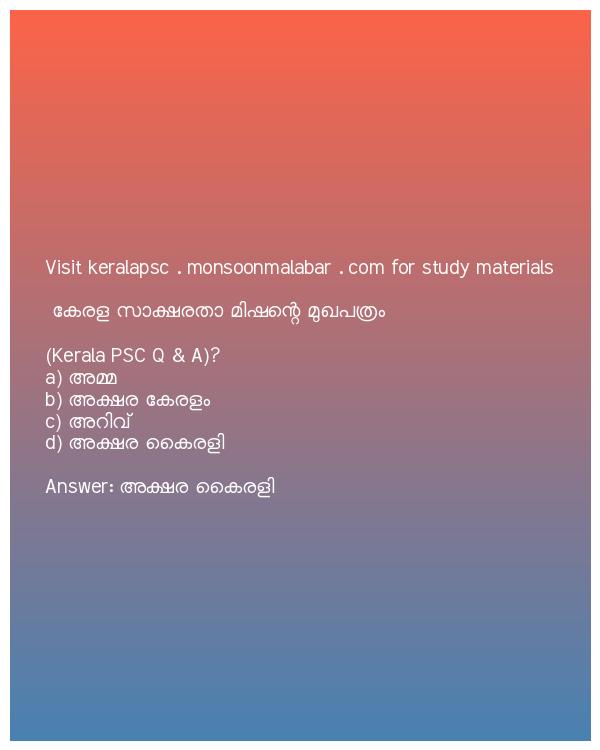 Visit keralapsc . monsoonmalabar . com for study materials
കേരള സാക്ഷരതാ മിഷന്റെ മുഖപത്രം
(Kerala PSC Q & A)?
a) അമ്മ
b) അക്ഷര കേരളം
c) അറിവ്
d) അക്ഷര കൈരളി
Answer: അക്ഷര കൈരളി